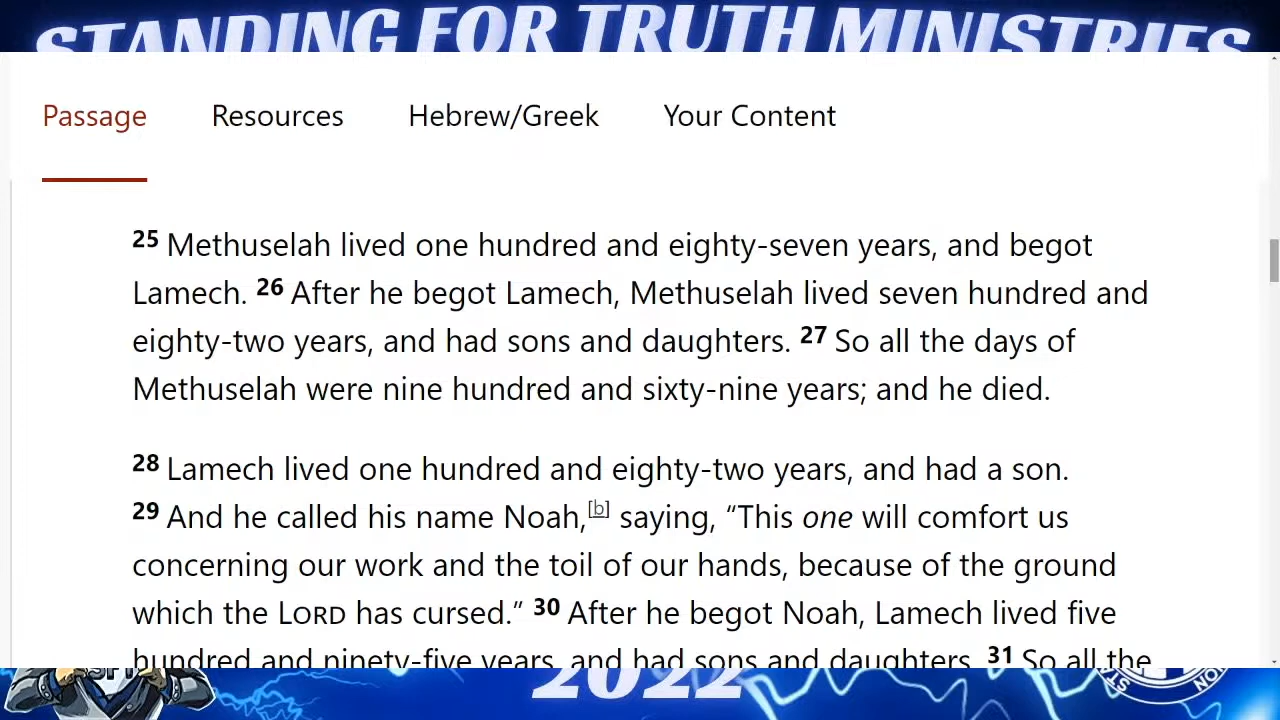 STANDING FOR TRUTH MINISTRIES
Passage Resources Hebrew/Greek Your Content
25 Methuselah lived one hundred and eighty-seven years, and begot
Lamech. 26 After he begot Lamech, Methuselah lived seven hundred and
eighty-two years, and had sons and daughters. 27 So all the days of
Methuselah were nine hundred and sixty-nine years; and he died.
28 Lamech lived one hundred and eighty-two years, and had a son.
29 And he called his name Noah,[b] saying, “This one will comfort us
concerning our work and the toil of our hands, because of the ground
which the LORD has cursed.” 30 After he begot Noah, Lamech lived five
hundred and ninety-five years, and had sons and daughters. 31 So all the
2022